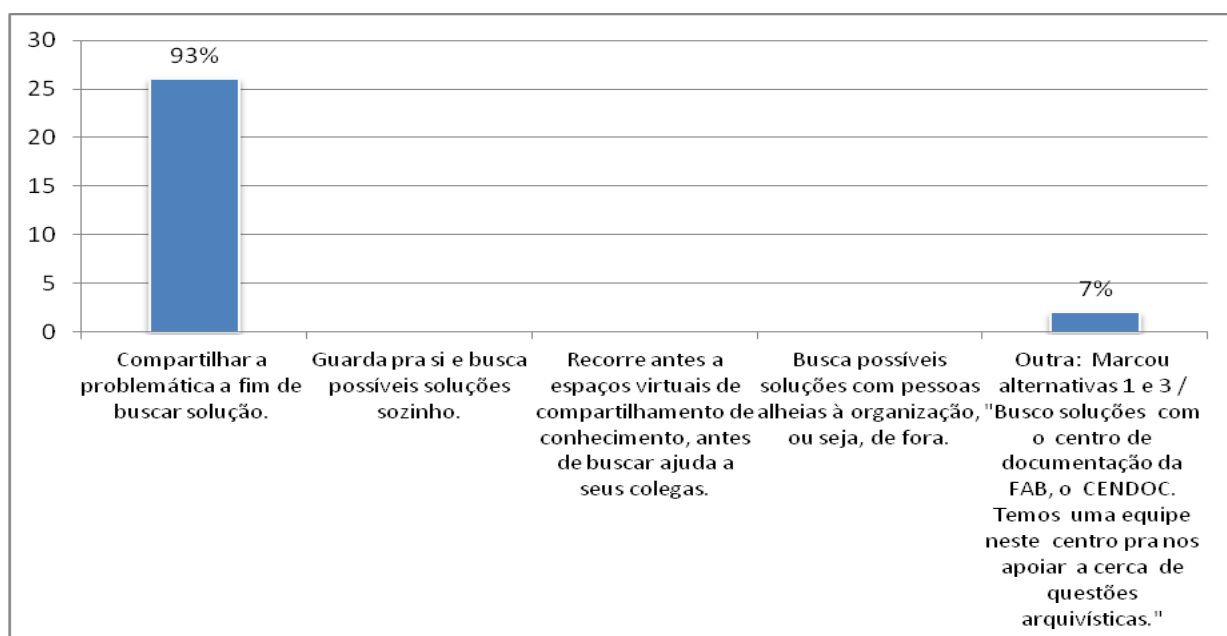 30
25
20
15
10
5
0
93%
7%
Compartilhar a
problemática a fim de
buscar solução.
Guarda pra si e busca
possíveis soluções
sozinho.
Recorre antes a
espaços virtuais de
compartilhamento de
conhecimento, antes
de buscar ajuda a
seus colegas.
Busca possíveis
soluções com pessoas
alheias à organização,
ou seja, de fora.
Outra: Marcou
alternativas 1 e 3 /
"Busco soluções com
o centro de
documentação da
FAB, o CENDOC.
Temos uma equipe
neste centro pra nos
apoiar a cerca de
questões
arquivísticas."